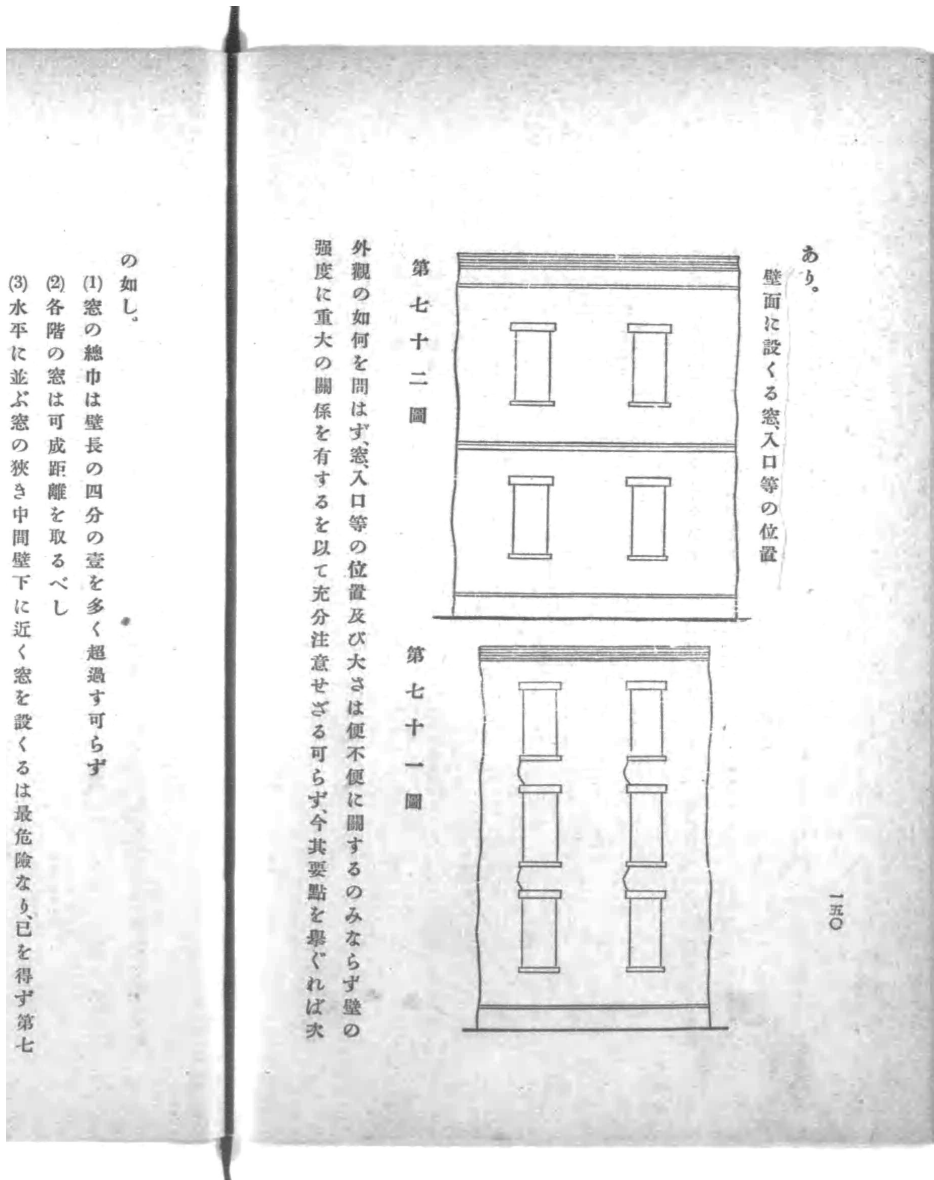 一五〇
あり。
壁面に設くる窓、入口等の位置
第七十一圖
第七十二圖
外觀の如何を問はず、窓、入口等の位置及び大さは便不便に關するのみならず壁の
强度に重大の關係を有するを以て充分注意せざる可らず、今其要點を擧ぐれば次
の如し。
(1) 窓の總巾は壁長の四分の壹を多く超過す可らず
(2) 各階の窓は可成距離を取るべし
(3) 水平に並ぶ窓の狹き中間壁下に近く窓を設くるは最危險なり、已を得ず第七